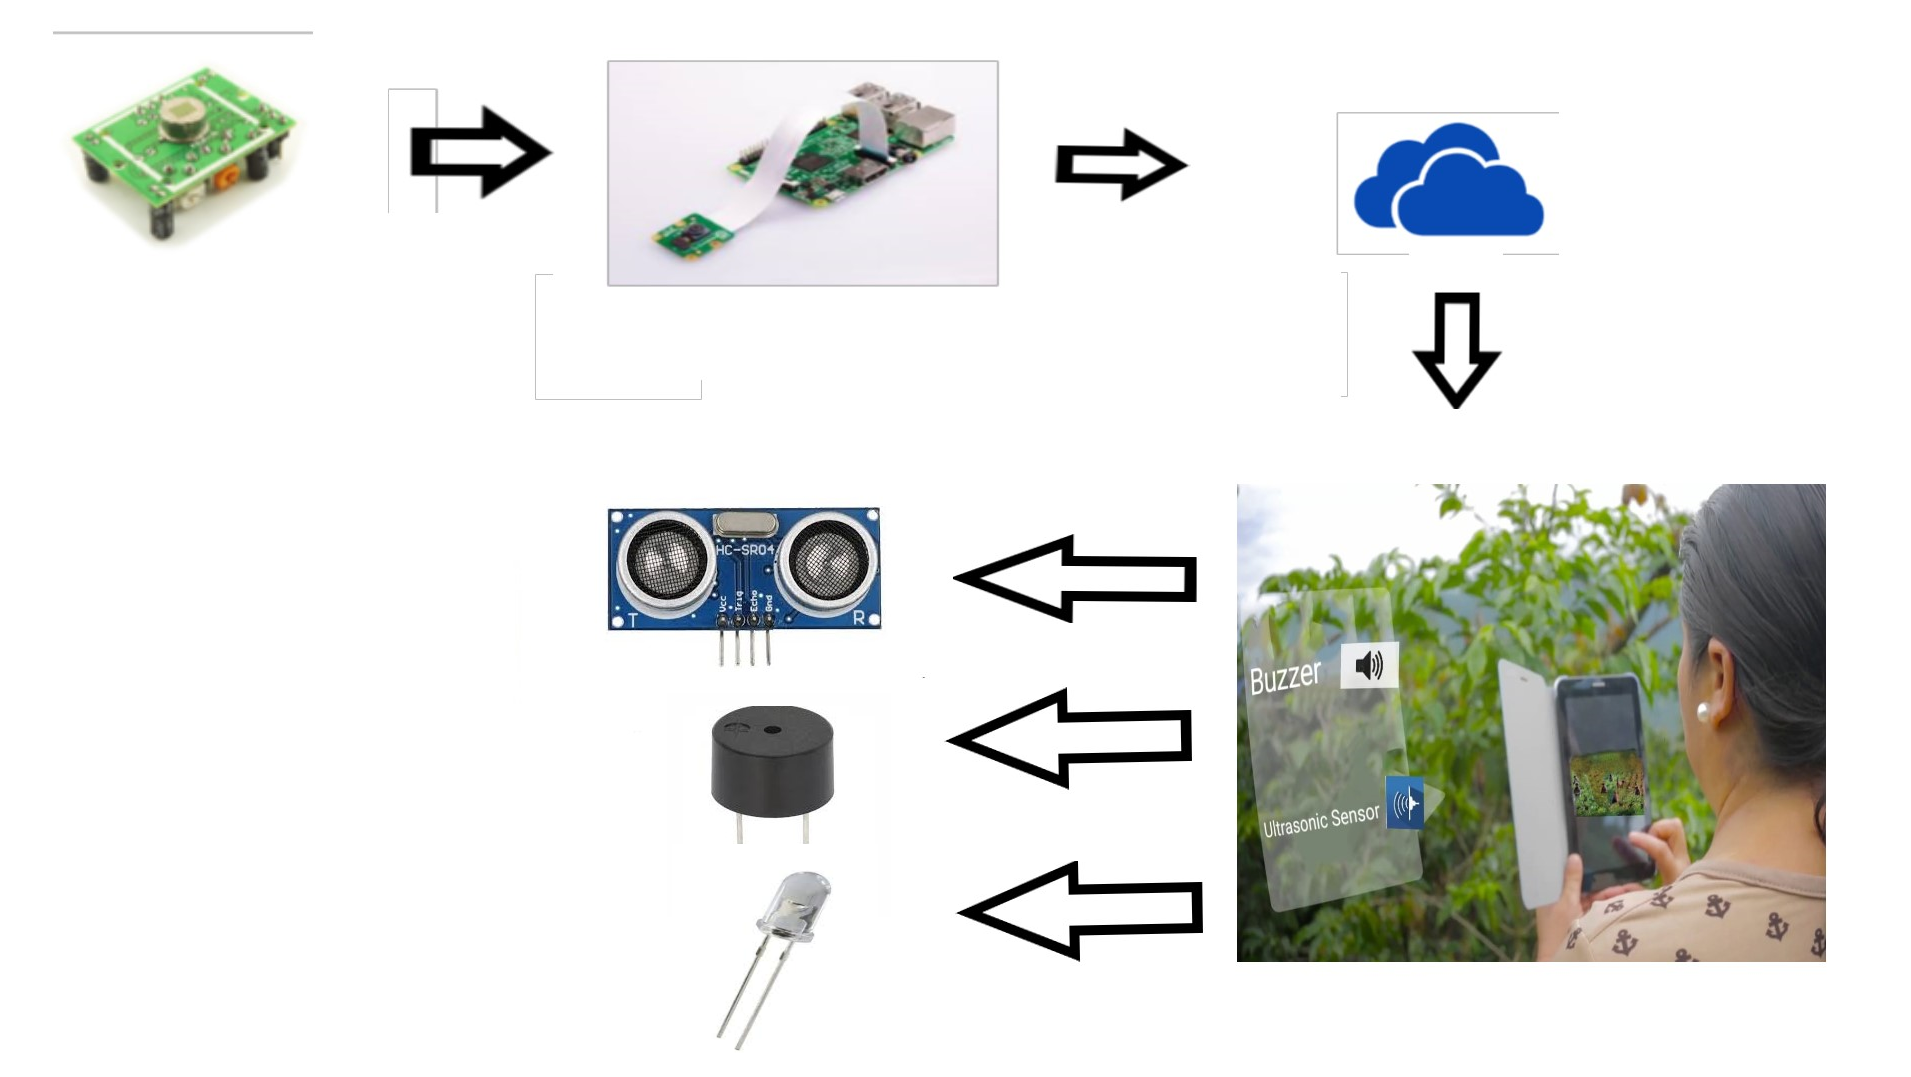 HC-SR04
Vcc
Trig
Echo
Gnd
T
R
Buzzer
Ultrasonic Sensor